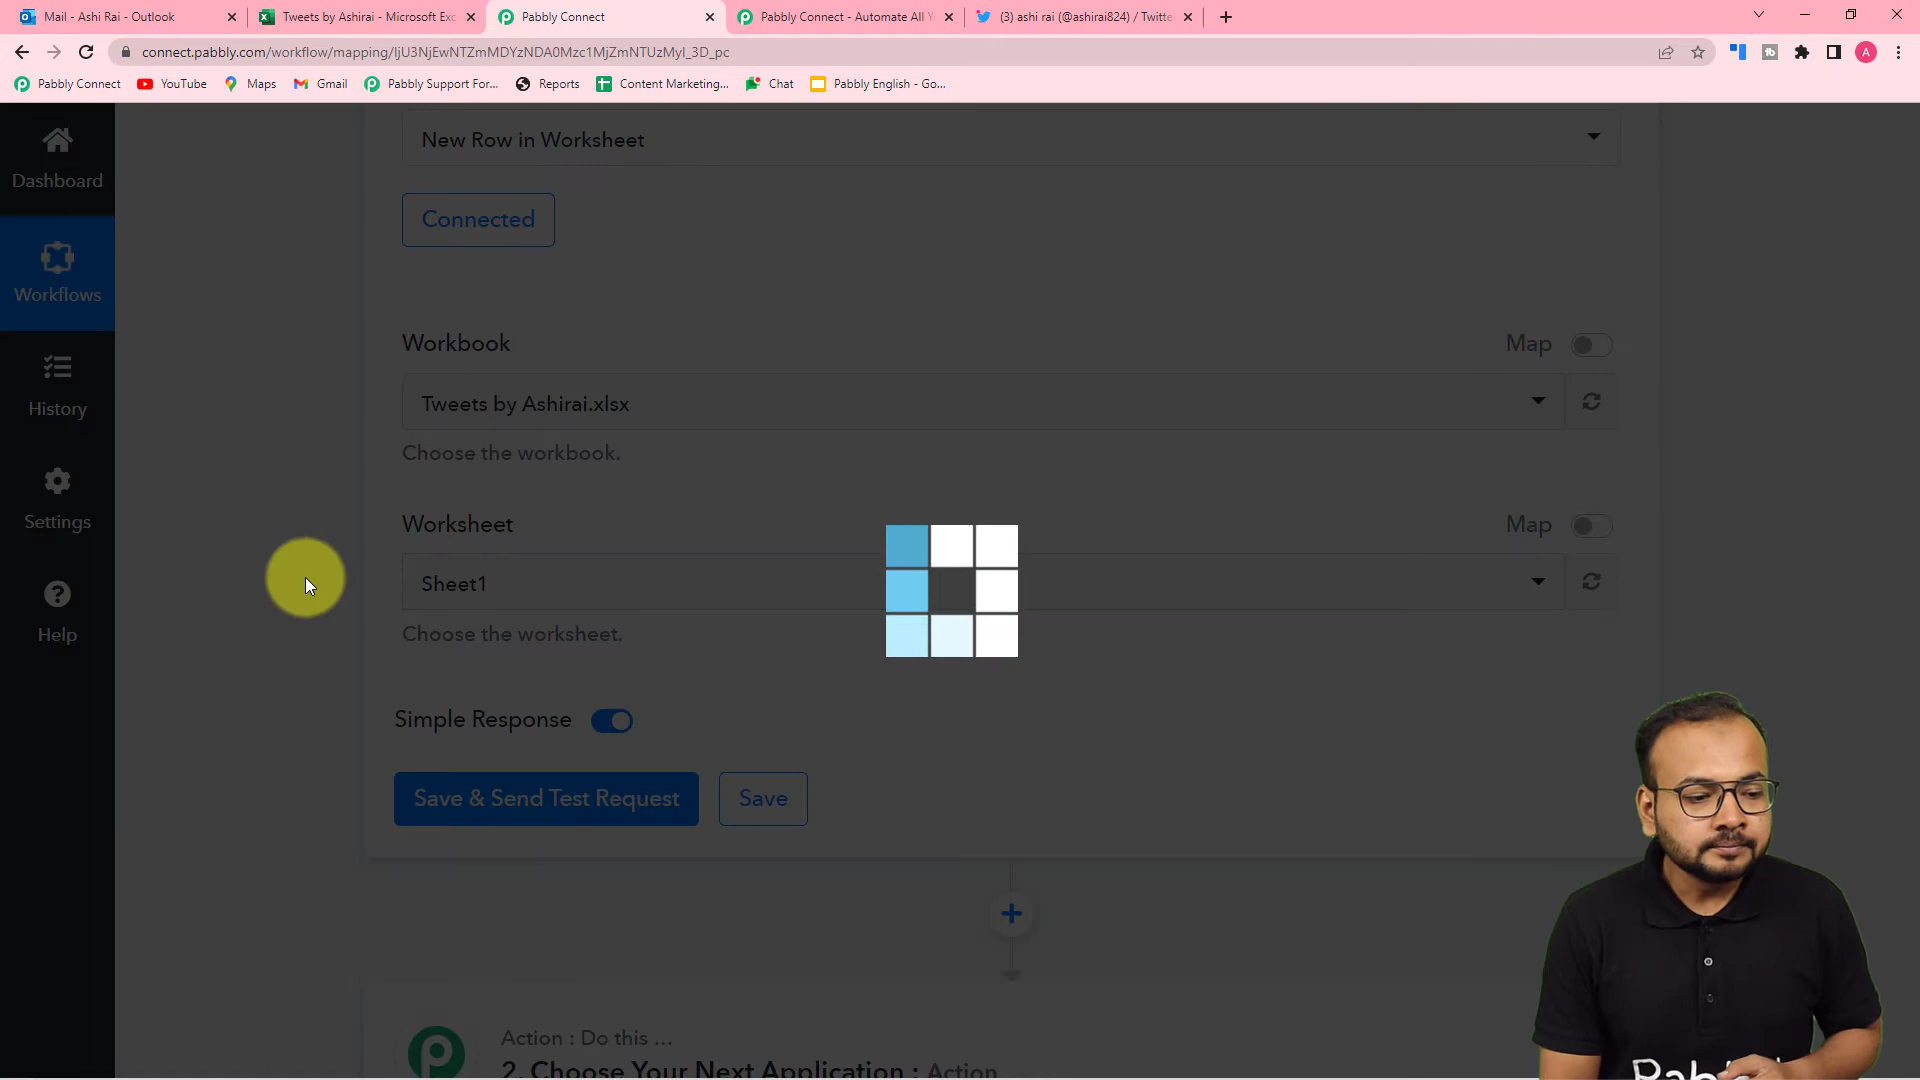 Mail - Ashi Rai - Outlook
Tweets by Ashirai - Microsoft Exc
Pabbly Connect
Pabbly Connect - Automate All Y
(3) ashi rai (@ashirai824) / Twitte
connect.pabbly.com/workflow/mapping/IjU3NjEwNTZmMDYzNDA0Mzc1MjZmNTUzMyI_3D_pc
Pabbly Connect
YouTube
Maps
Gmail
Pabbly Support For...
Reports
Content Marketing...
Chat
Pabbly English - Go...
A
Dashboard
Workflows
History
Settings
Help
New Row in Worksheet
Connected
Workbook
Map
Tweets by Ashirai.xlsx
Choose the workbook.
Worksheet
Map
Sheet1
Choose the worksheet.
Simple Response
Save & Send Test Request
Save
Action : Do this ...
2. Choose Your Next Application : Action